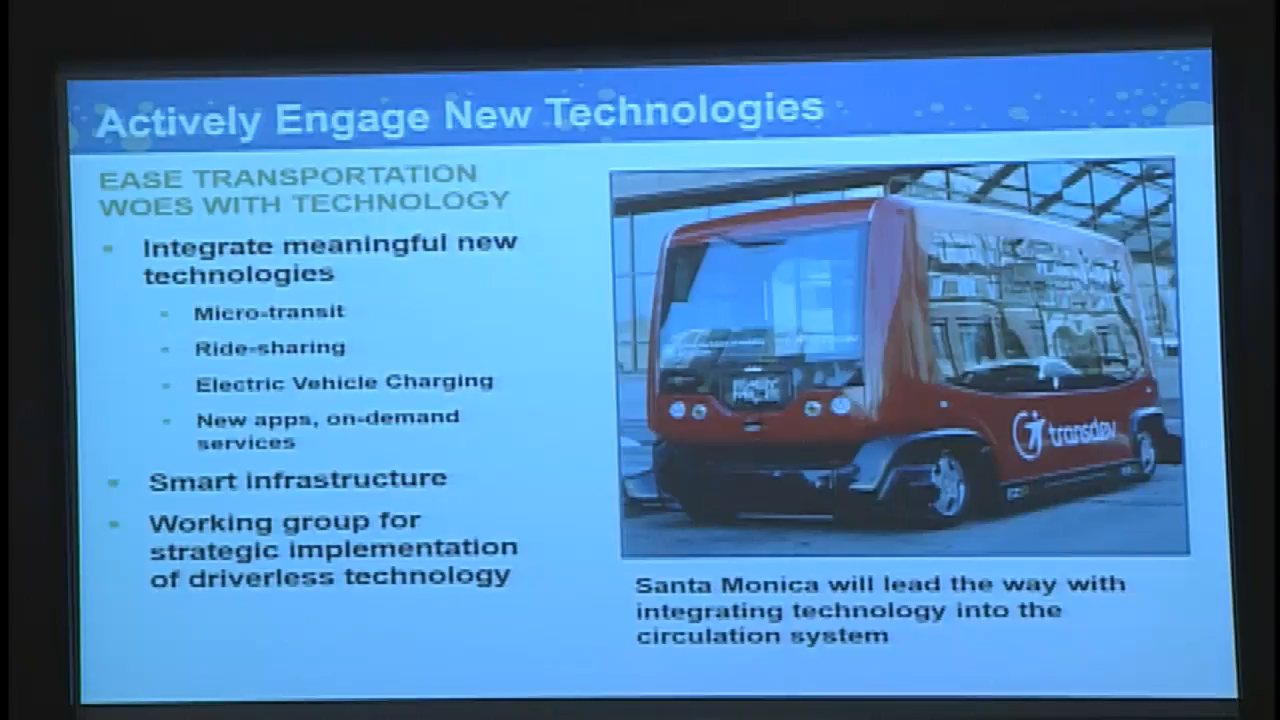 Actively Engage New Technologies
EASE TRANSPORTATION
WOES WITH TECHNOLOGY
Integrate meaningful new
technologies
Micro-transit
Ride-sharing
Electric Vehicle Charging
New apps, on-demand
services
Smart infrastructure
Working group for
strategic implementation
of driverless technology
transdev
Santa Monica will lead the way with
integrating technology into the
circulation system